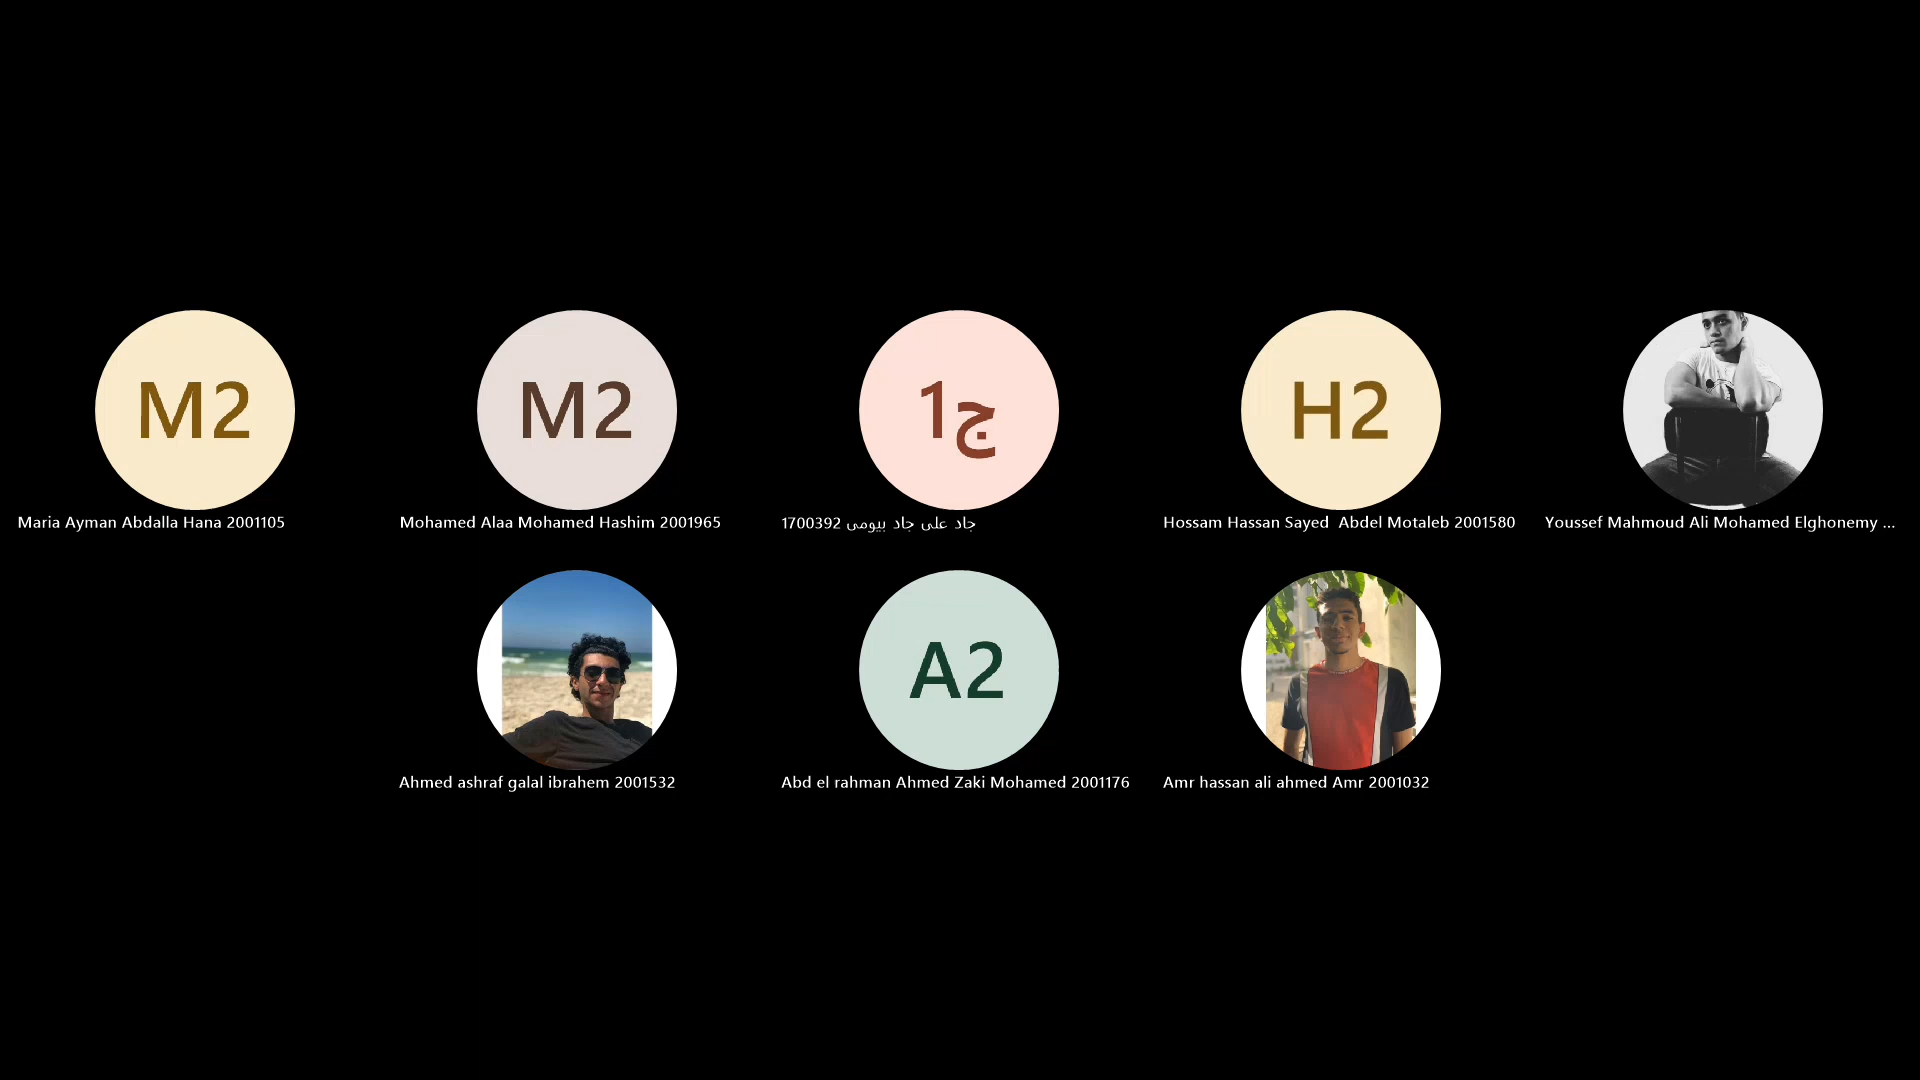 M2
M2
ج1
H2
Maria Ayman Abdalla Hana 2001105
Mohamed Alaa Mohamed Hashim 2001965
جاد على جاد بيومى 1700392
Hossam Hassan Sayed  Abdel Motaleb 2001580
Youssef Mahmoud Ali Mohamed Elghonemy ...
A2
Ahmed ashraf galal ibrahem 2001532
Abd el rahman Ahmed Zaki Mohamed 2001176
Amr hassan ali ahmed Amr 2001032